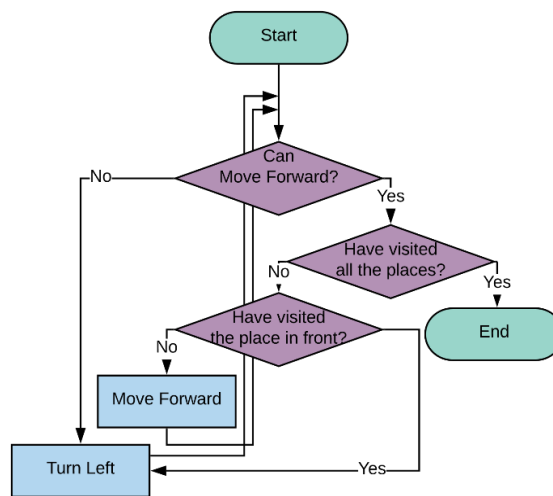 Start
Can
Move Forward?
No
Yes
Have visited
all the places?
No
Yes
Have visited
the place in front?
End
No
Move Forward
Turn Left
Yes